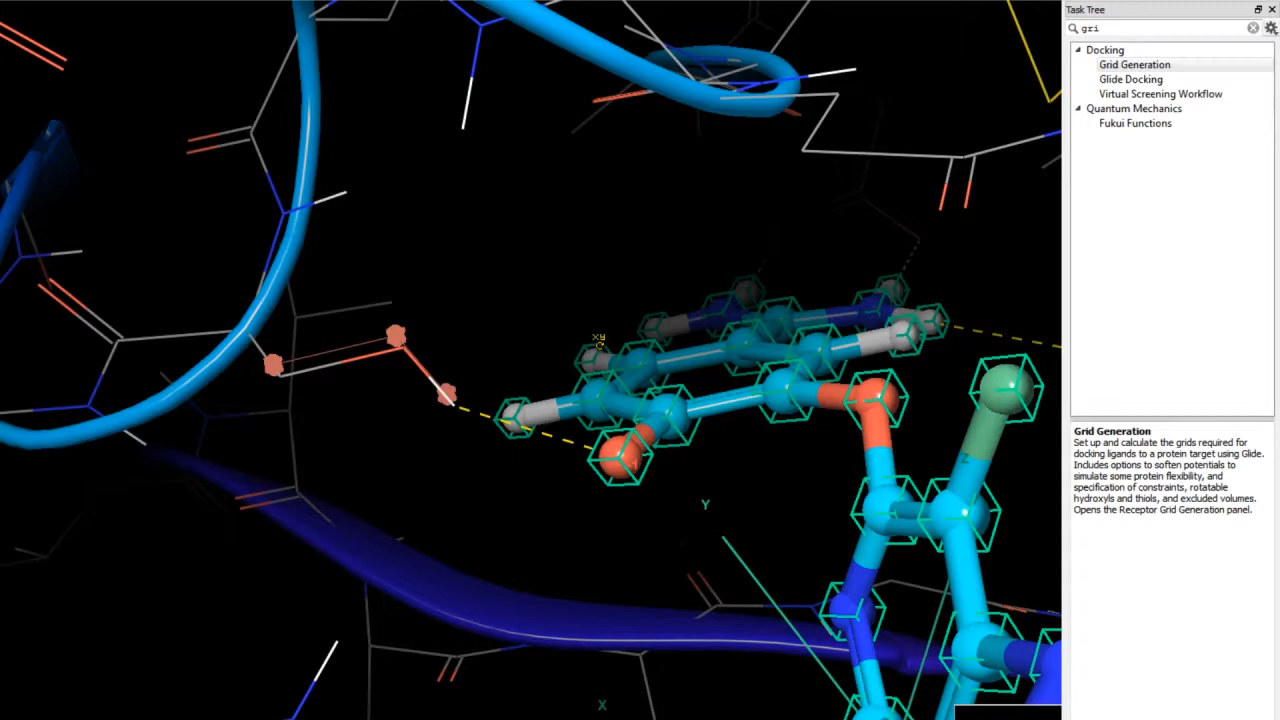 Task Tree
gri
Docking
Grid Generation
Glide Docking
Virtual Screening Workflow
Quantum Mechanics
Fukui Functions
Grid Generation
Set up and calculate the grids required for
docking ligands to a protein target using Glide.
Includes options to soften potentials to
simulate some protein flexibility, and
specification of constraints, rotatable
hydroxyls and thiols, and excluded volumes.
Opens the Receptor Grid Generation panel.
XY
Y
Z
X